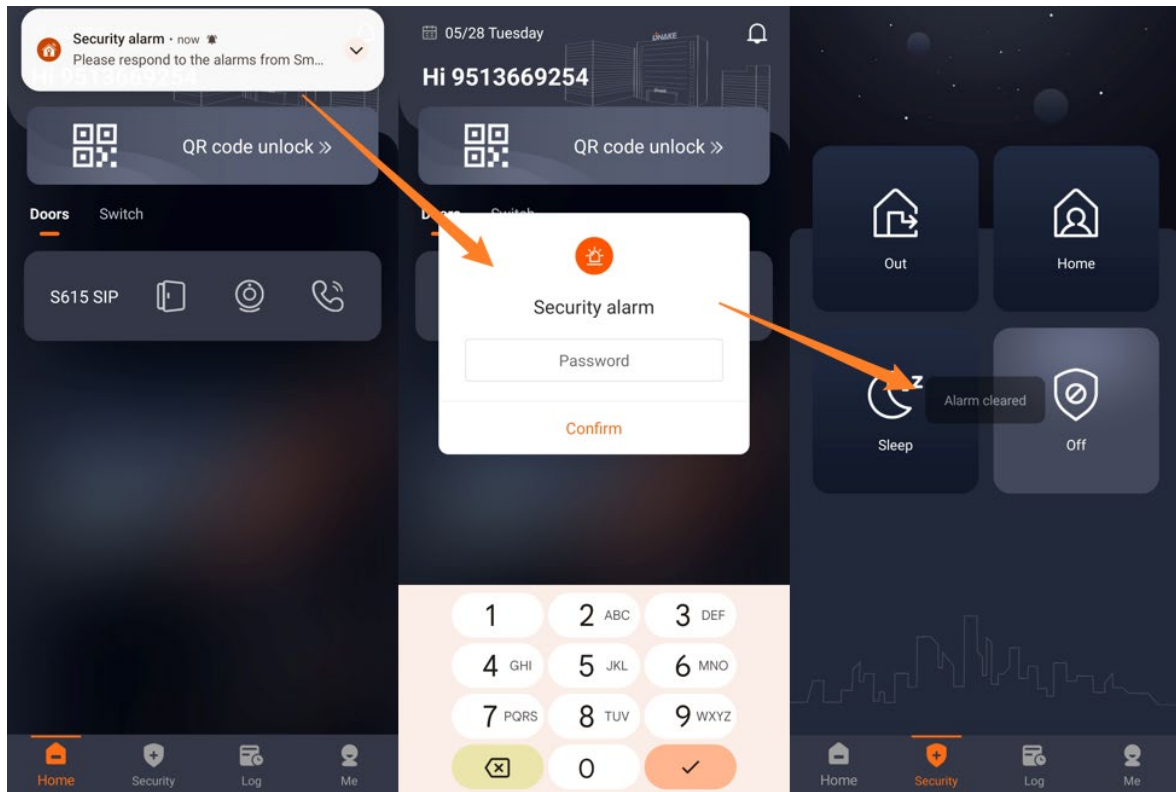 Security alarm • now
Please respond to the alarms from Sm...
QR code unlock »
Doors Switch
S615 SIP
Home Security Log Me
05/28 Tuesday
DNAKE
Hi 9513669254
QR code unlock »
Security alarm
Password
Confirm
1 2 ABC 3 DEF
4 GHI 5 JKL 6 MNO
7 PQRS 8 TUV 9 WXYZ
0
Out Home
Alarm cleared
Sleep Off
Home Security Log Me